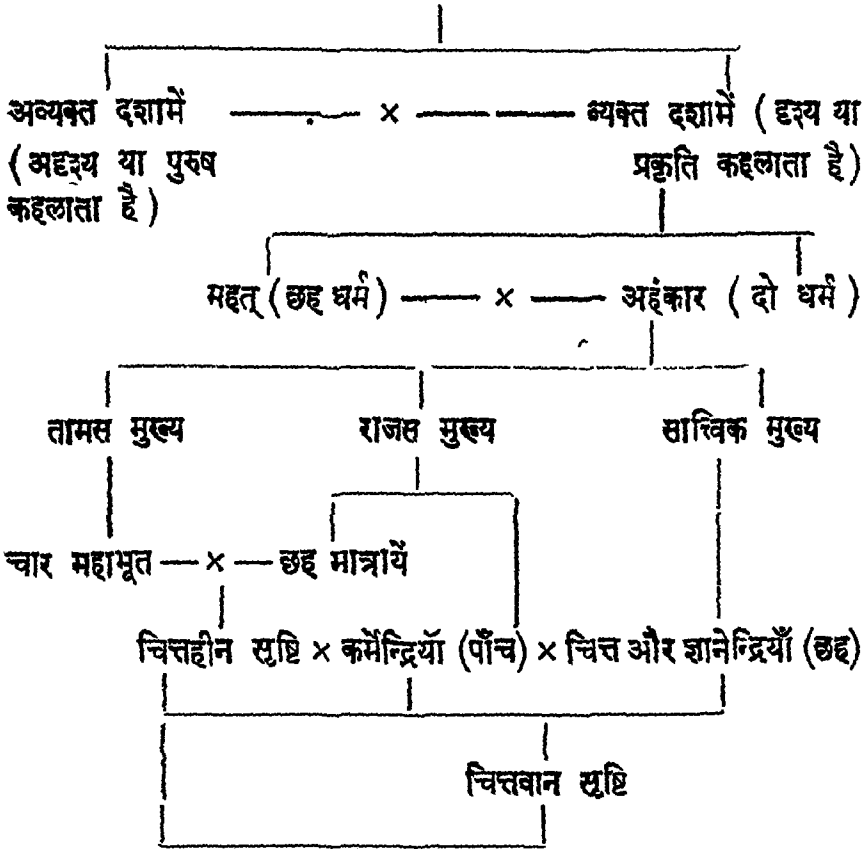 अव्यक्त दशामें ——— × ——— व्यक्त दशामें ( दृश्य या
(अदृश्य या पुरुष प्रकृति कहलाता है)
कहलाता है)
महत् (छह धर्म) —— × —— अहंकार ( दो धर्म )
तामस मुख्य राजस मुख्य सात्त्विक मुख्य
चार महाभूत — × — छह मात्रायें
चित्तहीन सृष्टि × कर्मेन्द्रियाँ (पाँच) × चित्त और ज्ञानेन्द्रियाँ (छह)
चित्तवान सृष्टि